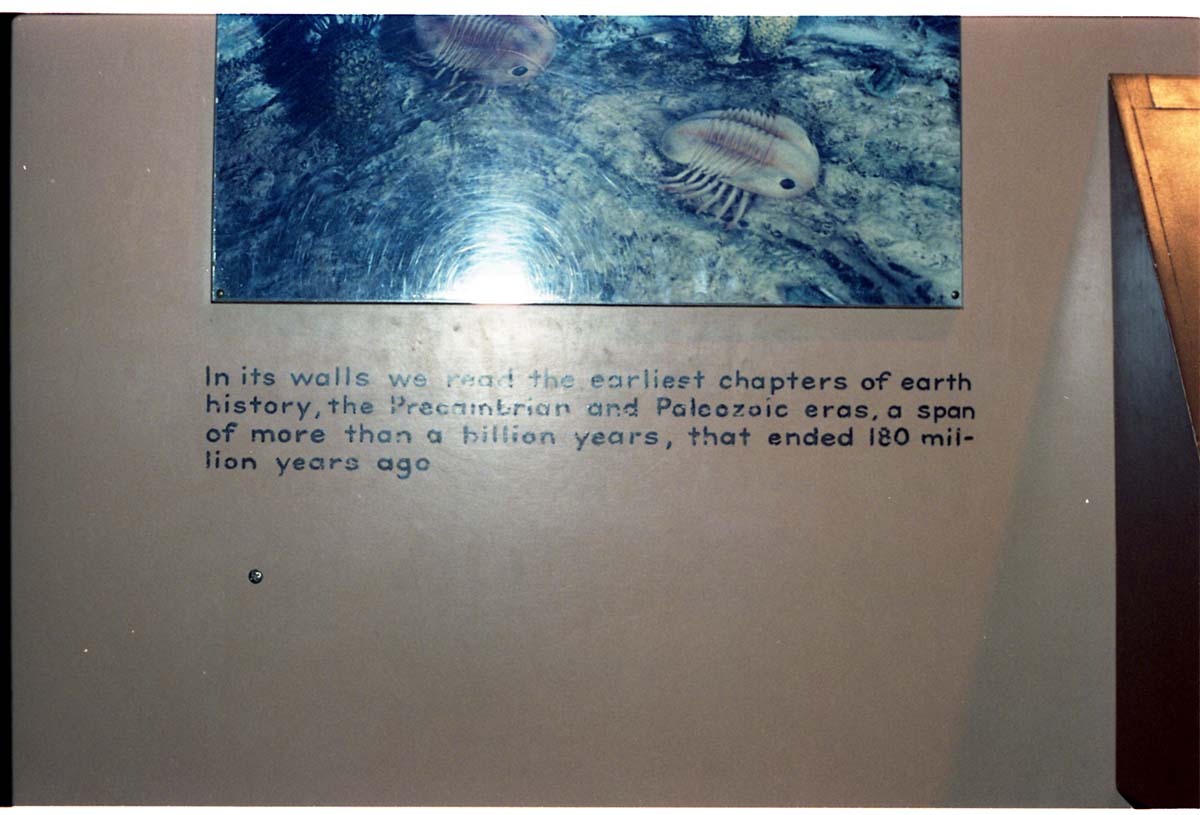 In its walls we read the earliest chapters of earth
history, the Precambrian and Paleozoic eras, a span
of more than a billion years, that ended 180 mil-
lion years ago